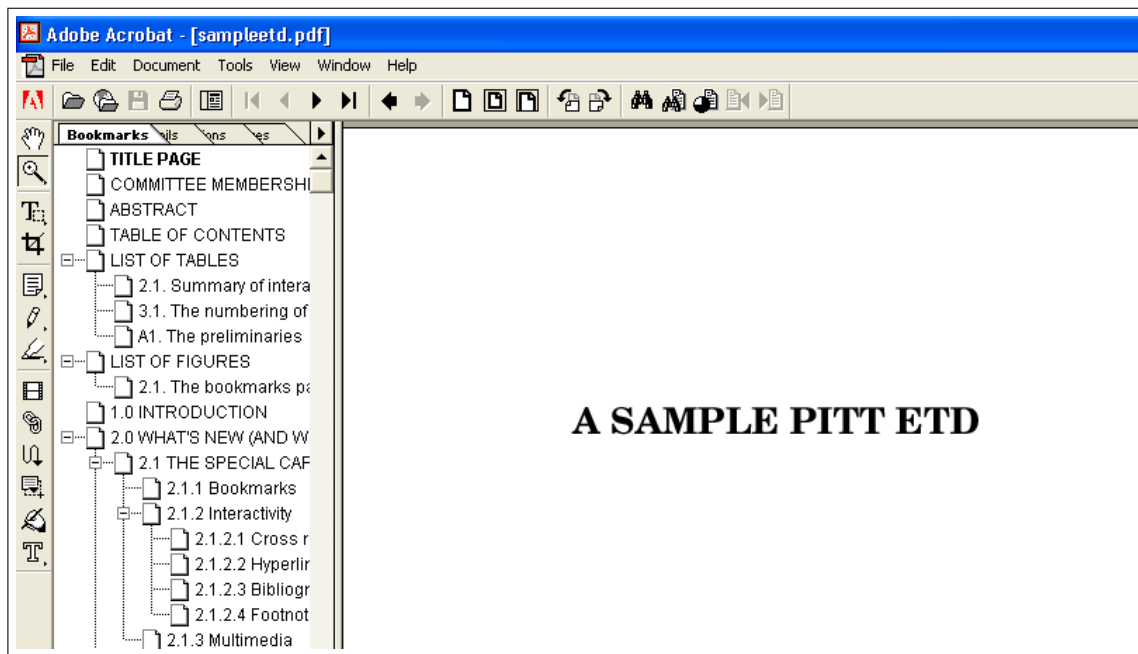 Adobe Acrobat - [sampleetd.pdf]
File Edit Document Tools View Window Help
Bookmarks
TITLE PAGE
COMMITTEE MEMBERSHI
ABSTRACT
TABLE OF CONTENTS
LIST OF TABLES
2.1. Summary of intera
3.1. The numbering of
A1. The preliminaries
LIST OF FIGURES
2.1. The bookmarks pa
1.0 INTRODUCTION
2.0 WHAT'S NEW (AND W
2.1 THE SPECIAL CAP
2.1.1 Bookmarks
2.1.2 Interactivity
2.1.2.1 Cross r
2.1.2.2 Hyperlin
2.1.2.3 Bibliogr
2.1.2.4 Footnot
2.1.3 Multimedia
A SAMPLE PITT ETD